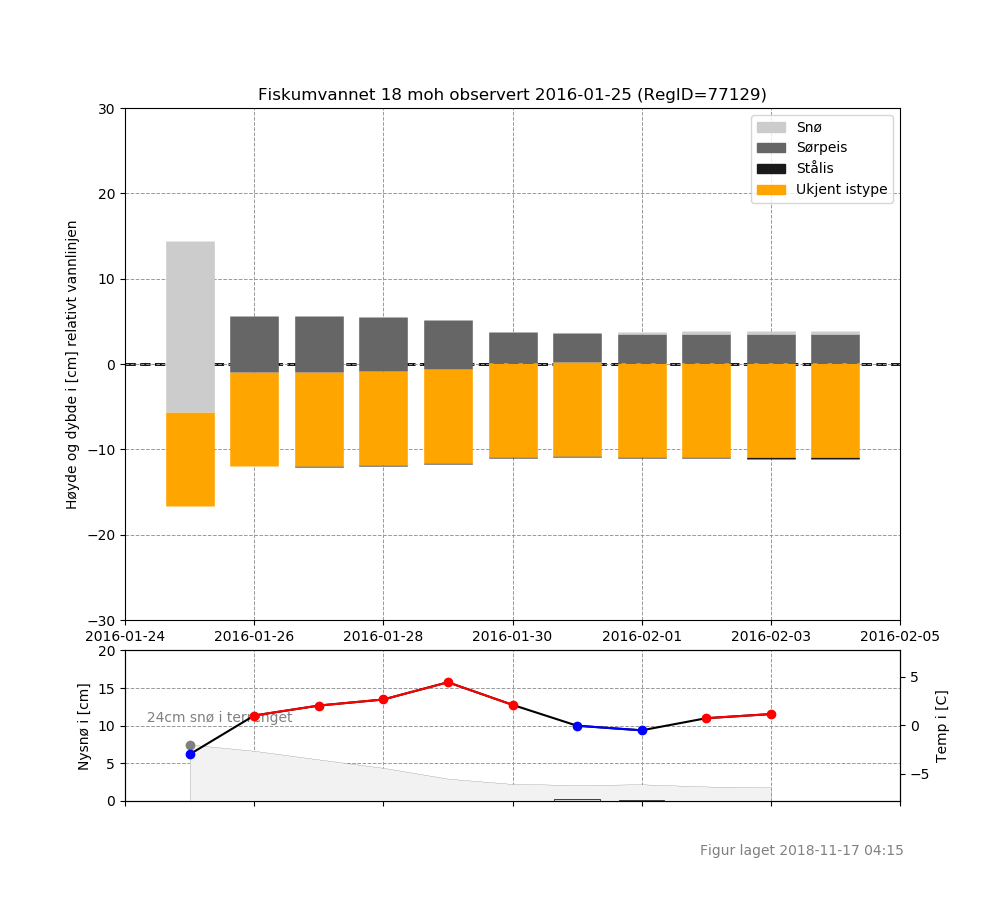 Fiskumvannet 18 moh observert 2016-01-25 (RegID=77129)
Høyde og dybde i [cm] relativt vannlinjen
30
20
10
0
−10
−20
−30
Snø
Sørpeis
Stålis
Ukjent istype
2016-01-24 2016-01-26 2016-01-28 2016-01-30 2016-02-01 2016-02-03 2016-02-05
Nysnø i [cm]
20
15
10
5
0
24cm snø i terrenget
5
0
−5
Temp i [C]
Figur laget 2018-11-17 04:15